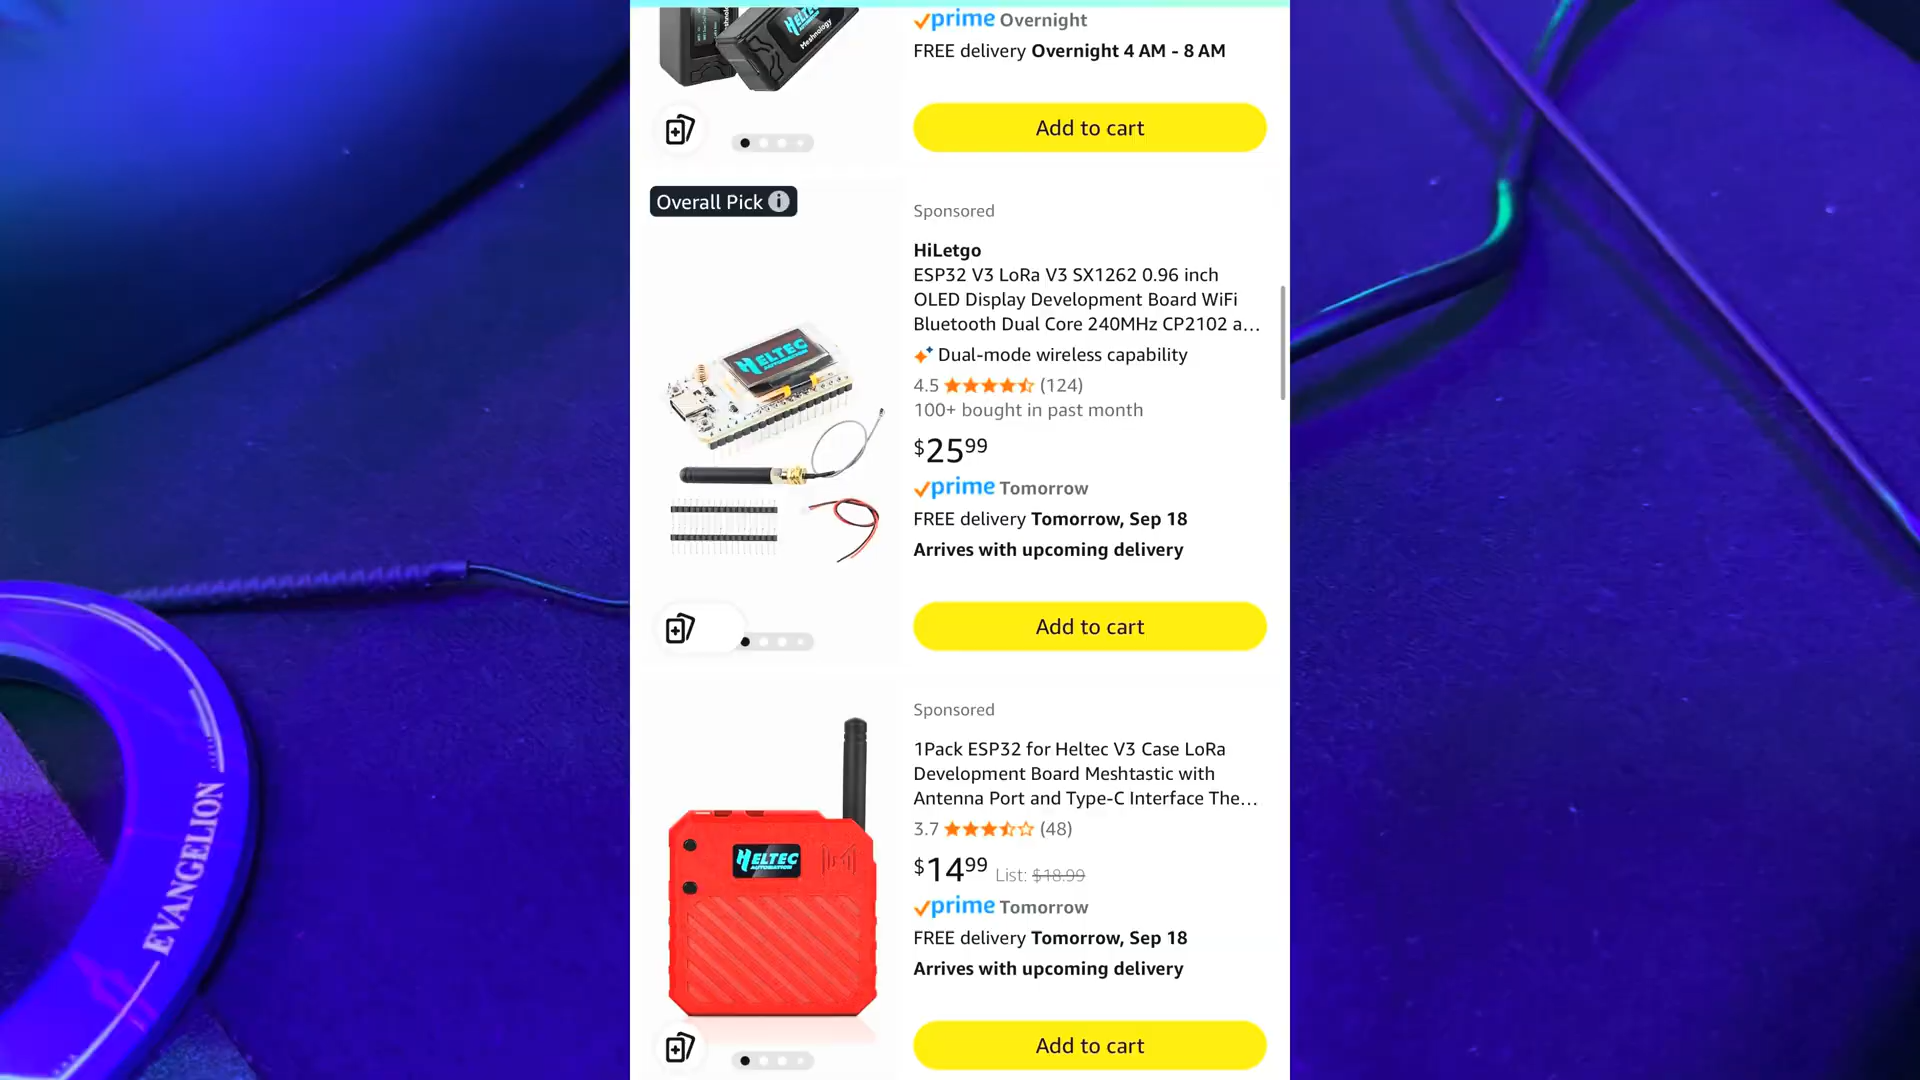 HELTEC
Meshnology
prime Overnight
FREE delivery Overnight 4 AM - 8 AM
Add to cart
Overall Pick
Sponsored
HiLetgo
ESP32 V3 LoRa V3 SX1262 0.96 inch
OLED Display Development Board WiFi
Bluetooth Dual Core 240MHz CP2102 a...
Dual-mode wireless capability
4.5 (124)
100+ bought in past month
$2599
prime Tomorrow
FREE delivery Tomorrow, Sep 18
Arrives with upcoming delivery
Add to cart
HELTEC
AUTOMATION
Sponsored
1Pack ESP32 for Heltec V3 Case LoRa
Development Board Meshtastic with
Antenna Port and Type-C Interface The...
3.7 (48)
$1499 List: $18.99
prime Tomorrow
FREE delivery Tomorrow, Sep 18
Arrives with upcoming delivery
Add to cart
HELTEC
AUTOMATION
EVANGELION